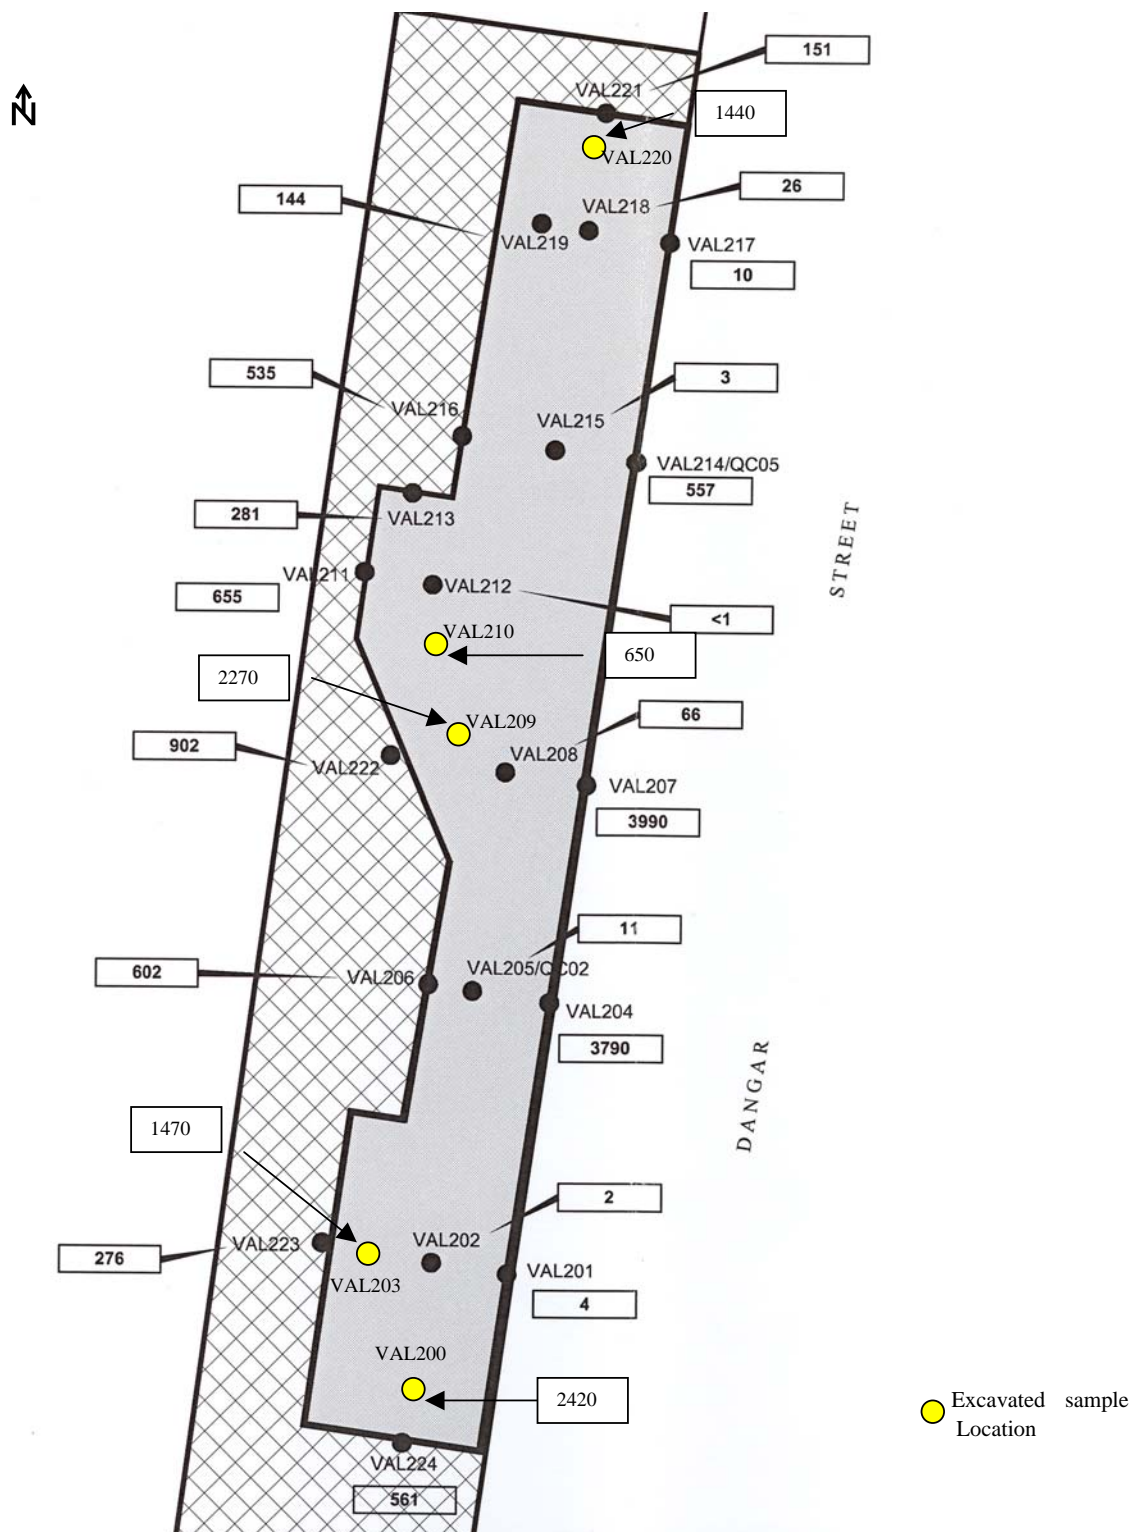 151
VAL221
1440
N
VAL220
26
144
VAL218
VAL219
VAL217
10
535
3
VAL216
VAL215
VAL214/QC05
557
281
VAL213
STREET
VAL211
VAL212
655
<1
VAL210
650
2270
66
VAL209
902
VAL208
VAL222
VAL207
3990
11
602
VAL206
VAL205/QC02
VAL204
3790
DANGAR
1470
2
276
VAL223
VAL202
VAL201
VAL203
4
VAL200
2420
Excavated sample
Location
VAL224
561